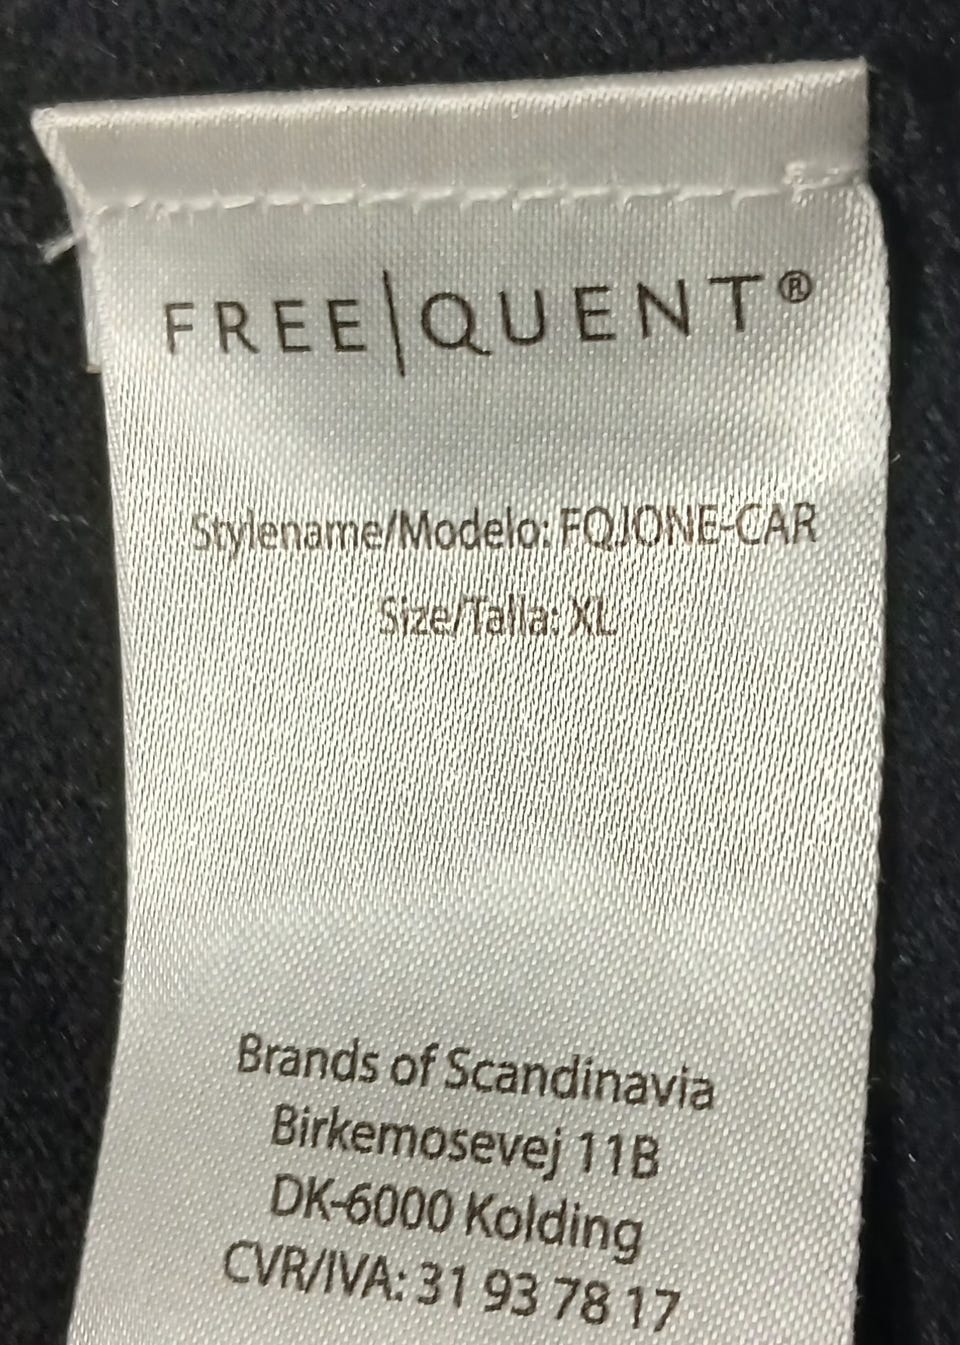 FREE|QUENT®
Stylename/Modelo: FQJONE-CAR
Size/Talla: XL
Brands of Scandinavia
Birkemosevej 11B
DK-6000 Kolding
CVR/IVA: 31 93 78 17